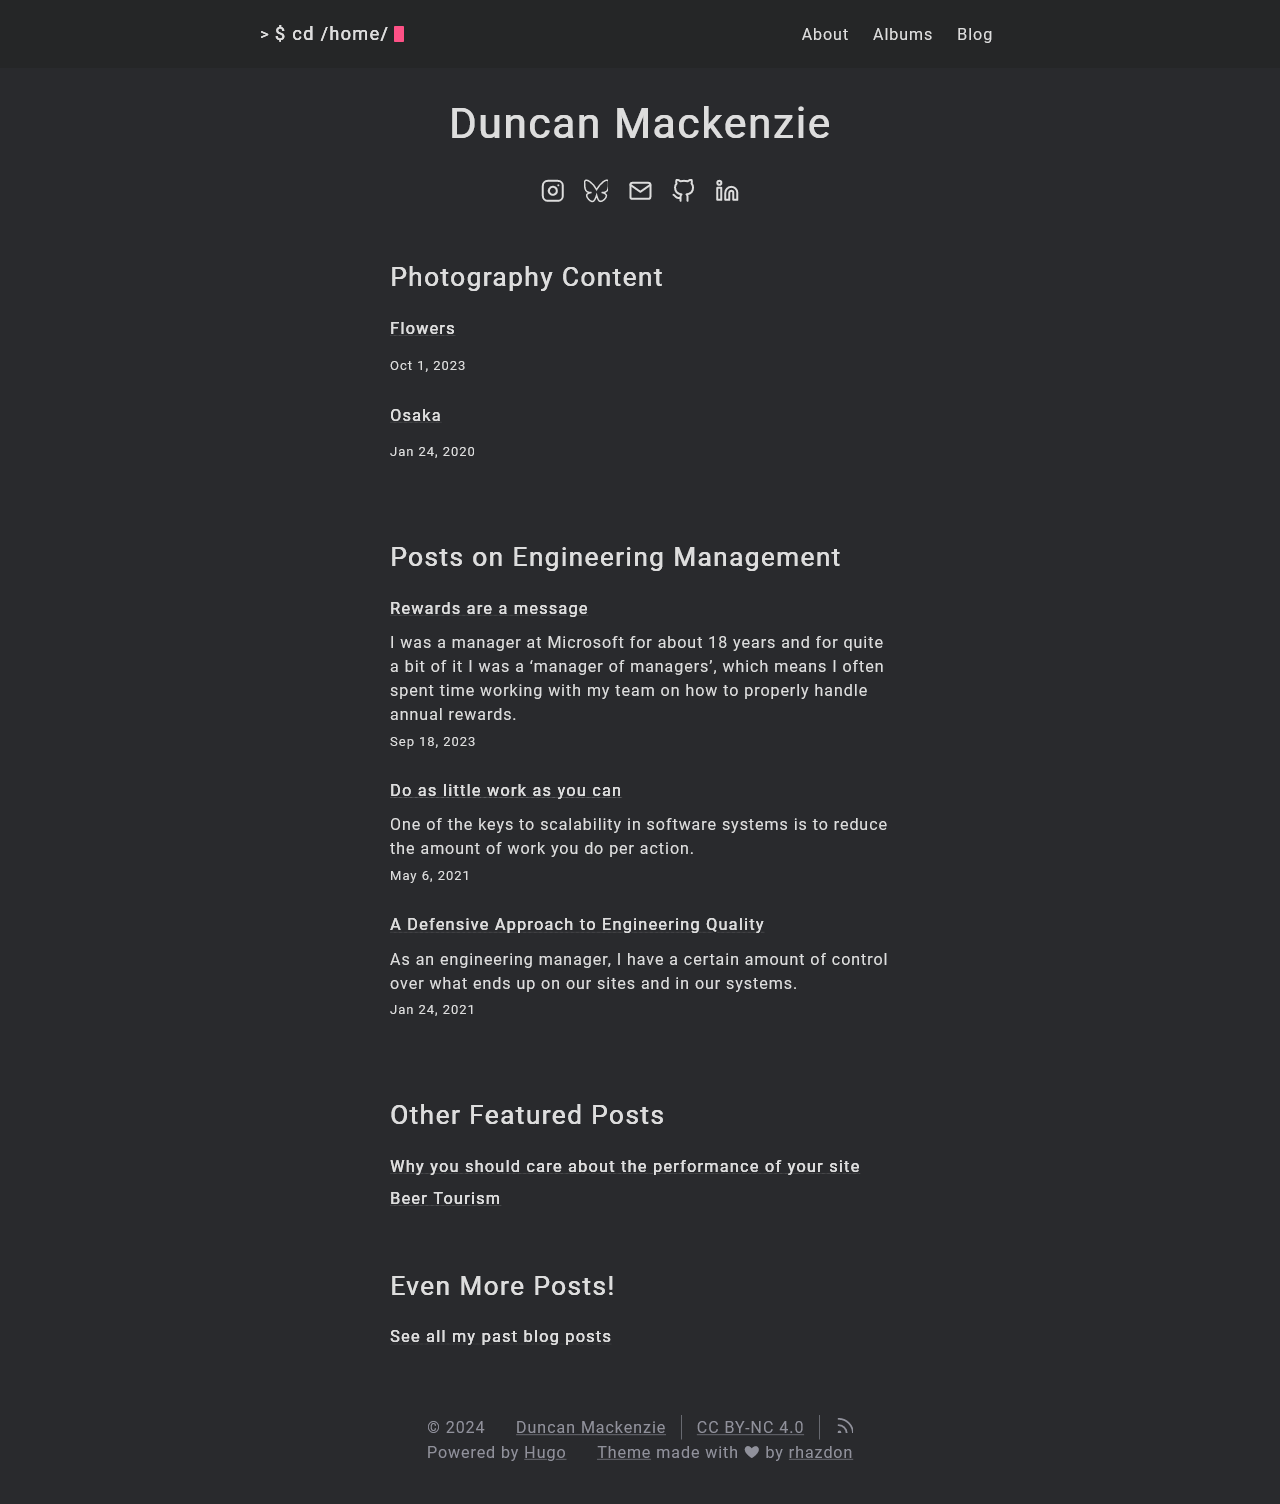 > $ cd /home/
About Albums Blog
Duncan Mackenzie
Photography Content
Flowers
Oct 1, 2023
Osaka
Jan 24, 2020
Posts on Engineering Management
Rewards are a message
I was a manager at Microsoft for about 18 years and for quite
a bit of it I was a ‘manager of managers’, which means I often
spent time working with my team on how to properly handle
annual rewards.
Sep 18, 2023
Do as little work as you can
One of the keys to scalability in software systems is to reduce
the amount of work you do per action.
May 6, 2021
A Defensive Approach to Engineering Quality
As an engineering manager, I have a certain amount of control
over what ends up on our sites and in our systems.
Jan 24, 2021
Other Featured Posts
Why you should care about the performance of your site
Beer Tourism
Even More Posts!
See all my past blog posts
© 2024 Duncan Mackenzie CC BY-NC 4.0
Powered by Hugo Theme made with ♥ by rhazdon